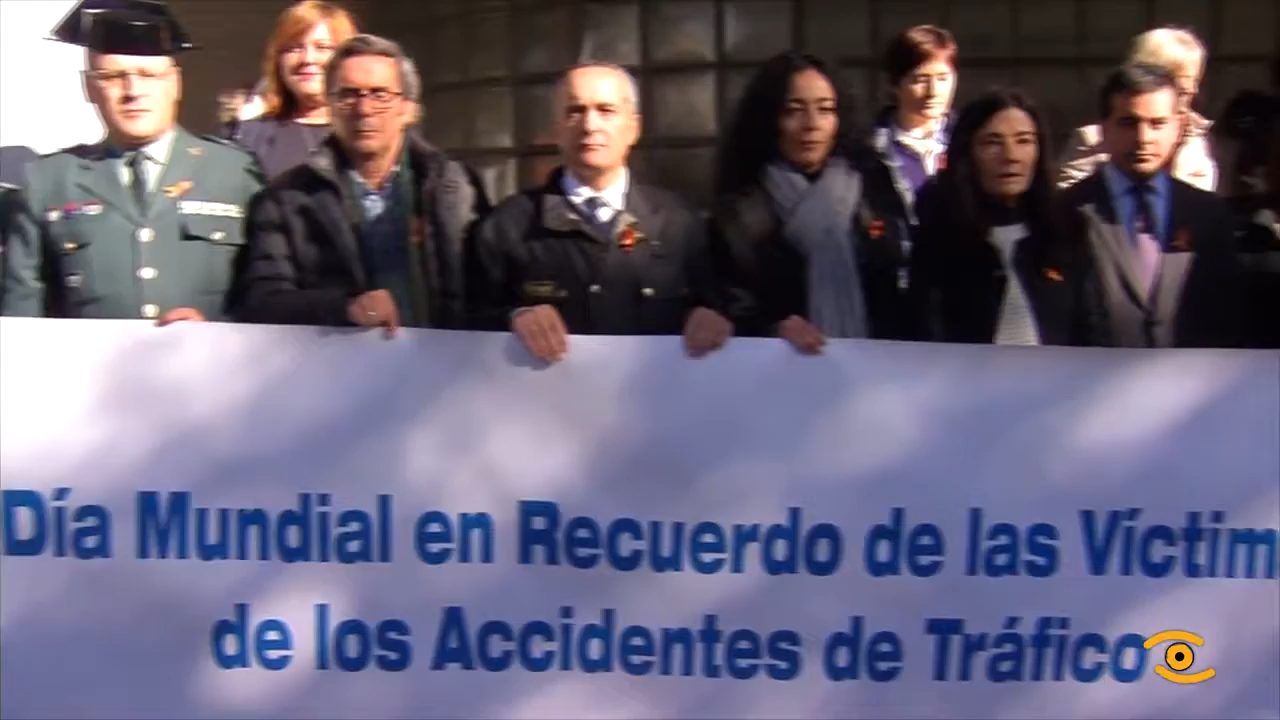 Día Mundial en Recuerdo de las Víctim
de los Accidentes de Tráfico